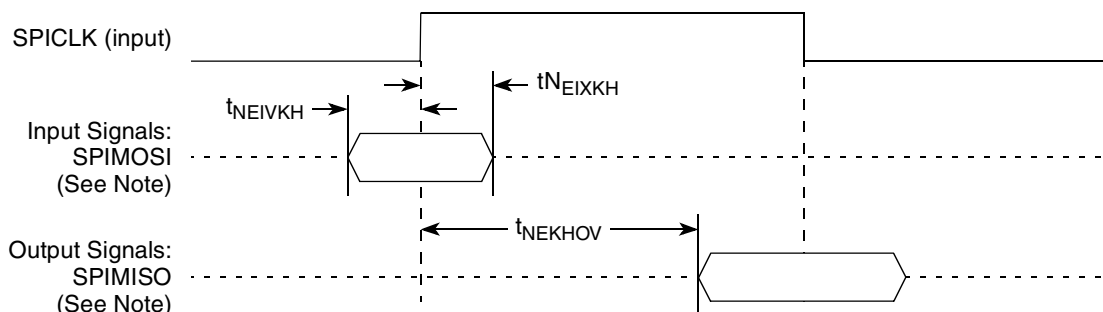 SPICLK (input)
tNEIXKH
tNEIVKH
Input Signals:
SPIMOSI
(See Note)
tNEKHOV
Output Signals:
SPIMISO
(See Note)